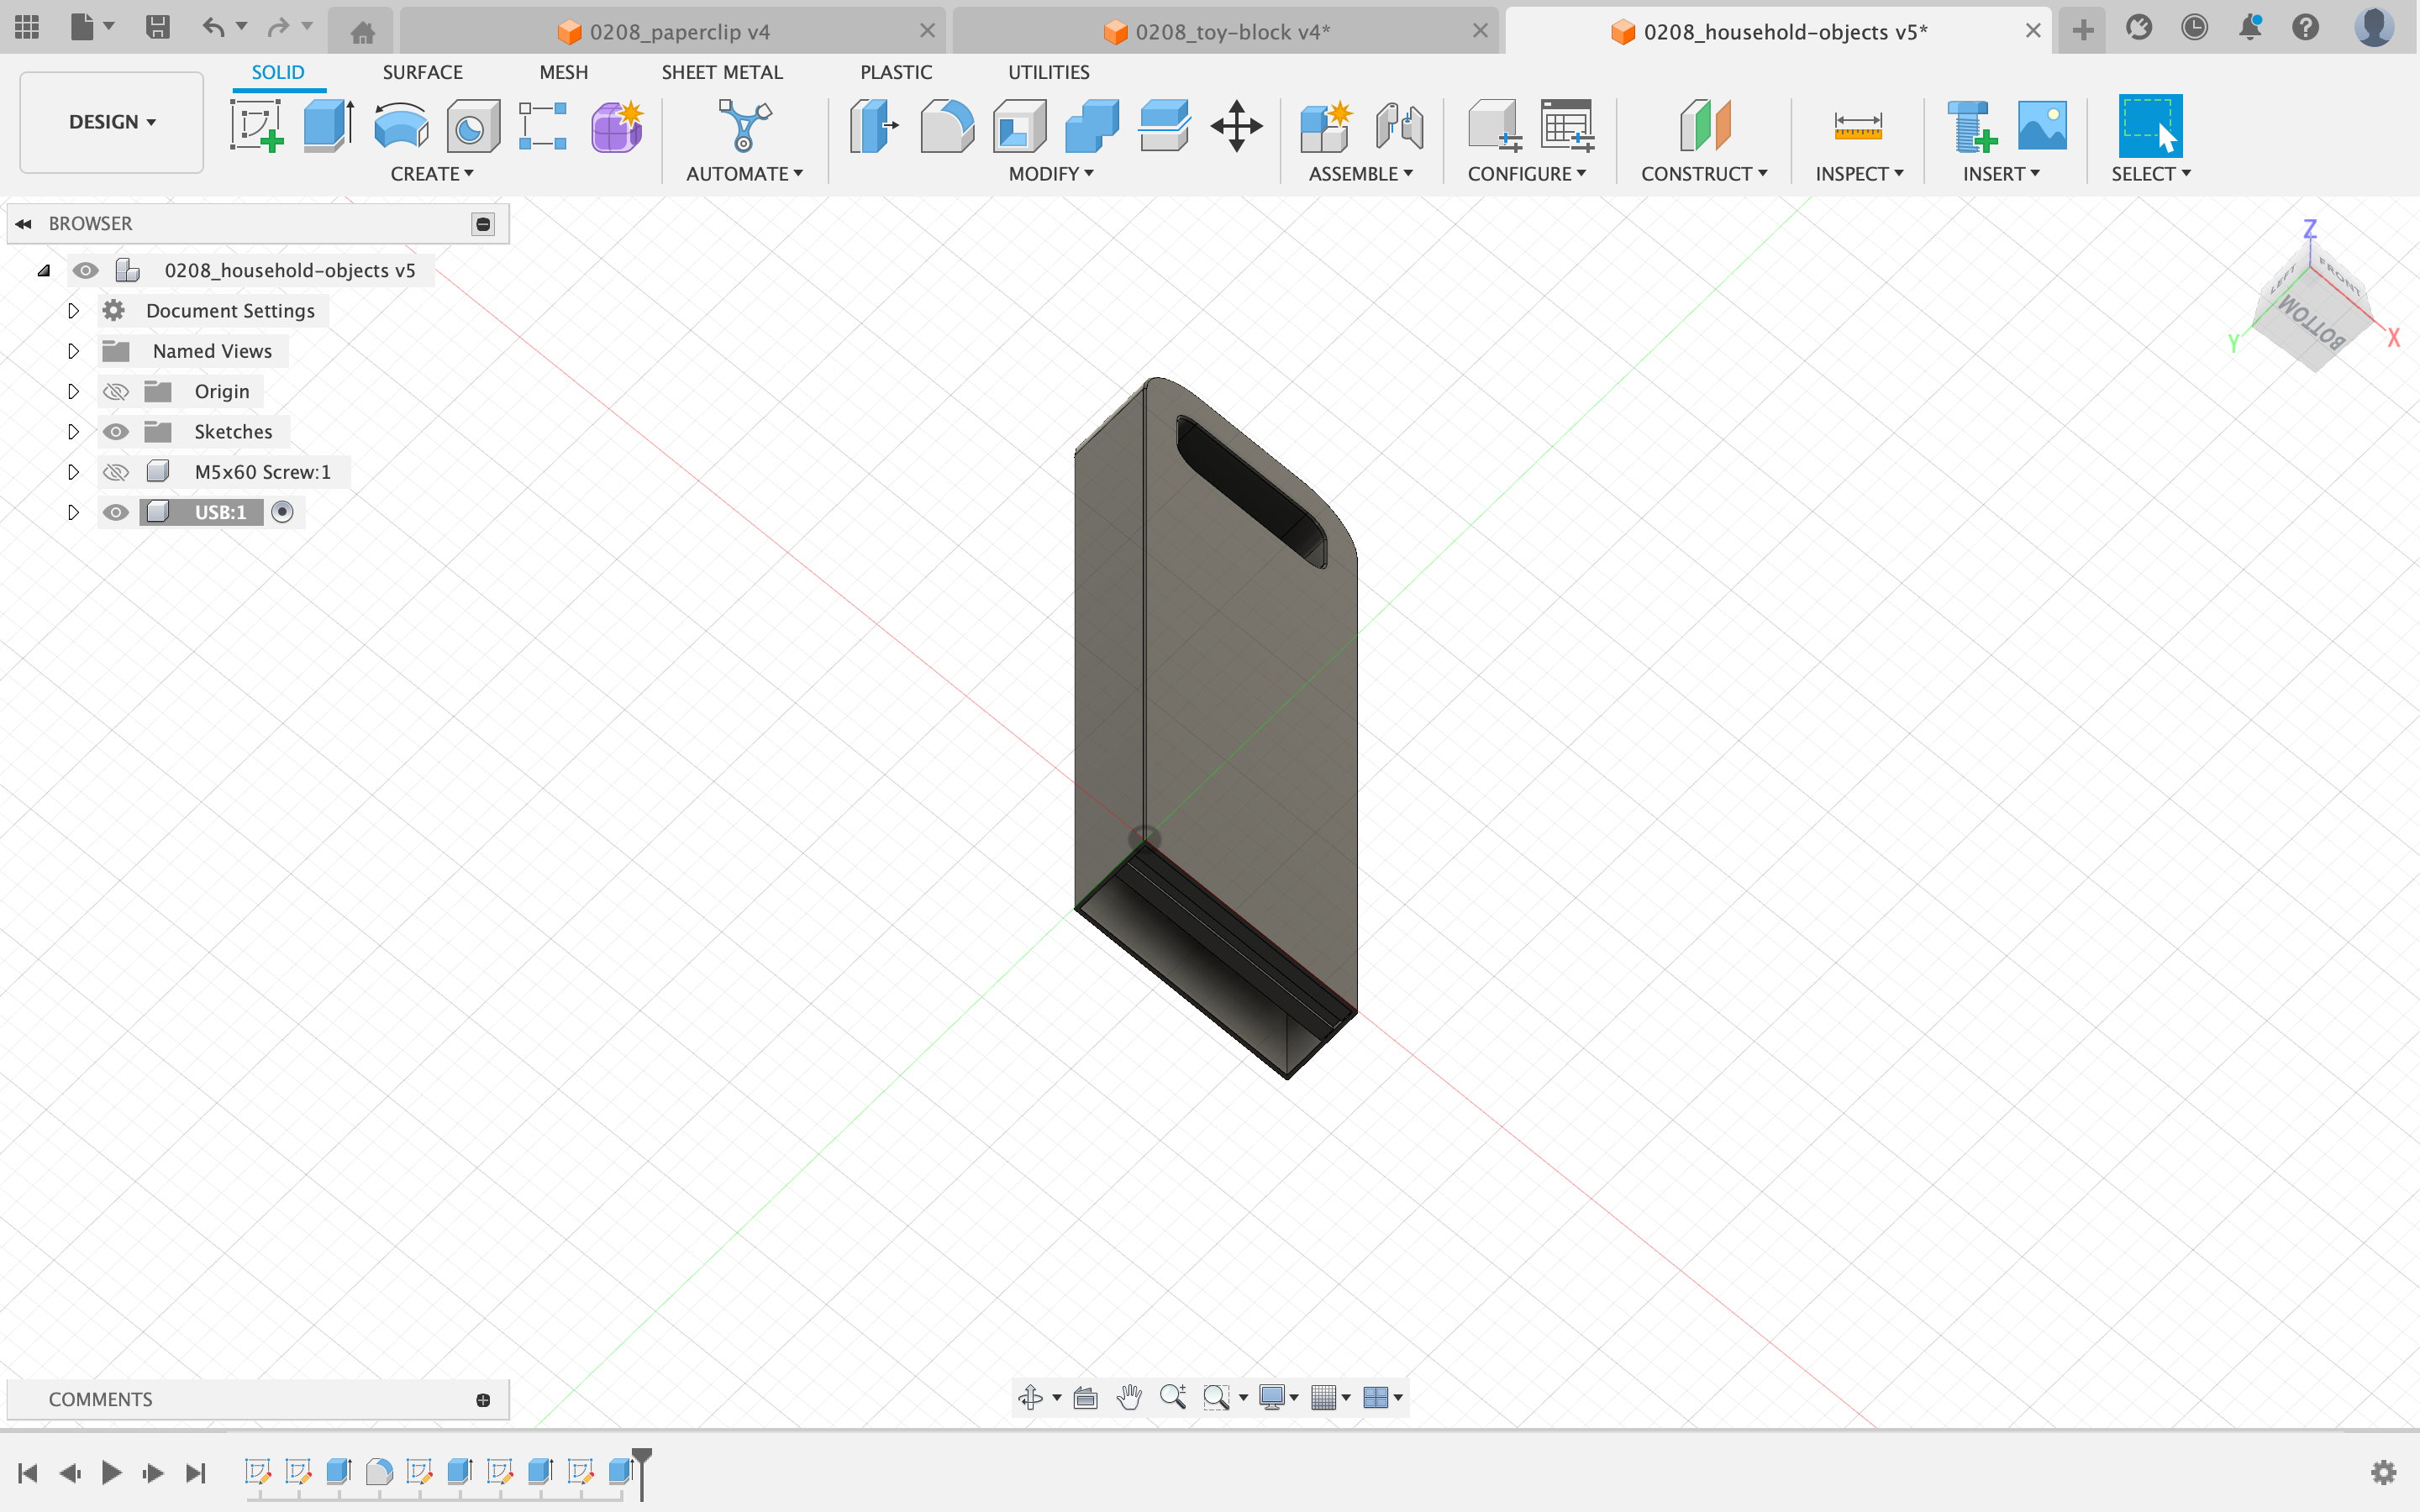 0208_paperclip v4
0208_toy-block v4*
0208_household-objects v5*
DESIGN
SOLID
SURFACE
MESH
SHEET METAL
PLASTIC
UTILITIES
CREATE
AUTOMATE
MODIFY
ASSEMBLE
CONFIGURE
CONSTRUCT
INSPECT
INSERT
SELECT
BROWSER
0208_household-objects v5
Document Settings
Named Views
Origin
Sketches
M5x60 Screw:1
USB:1
Z
LEFT
FRONT
BOTTOM
Y
X
COMMENTS